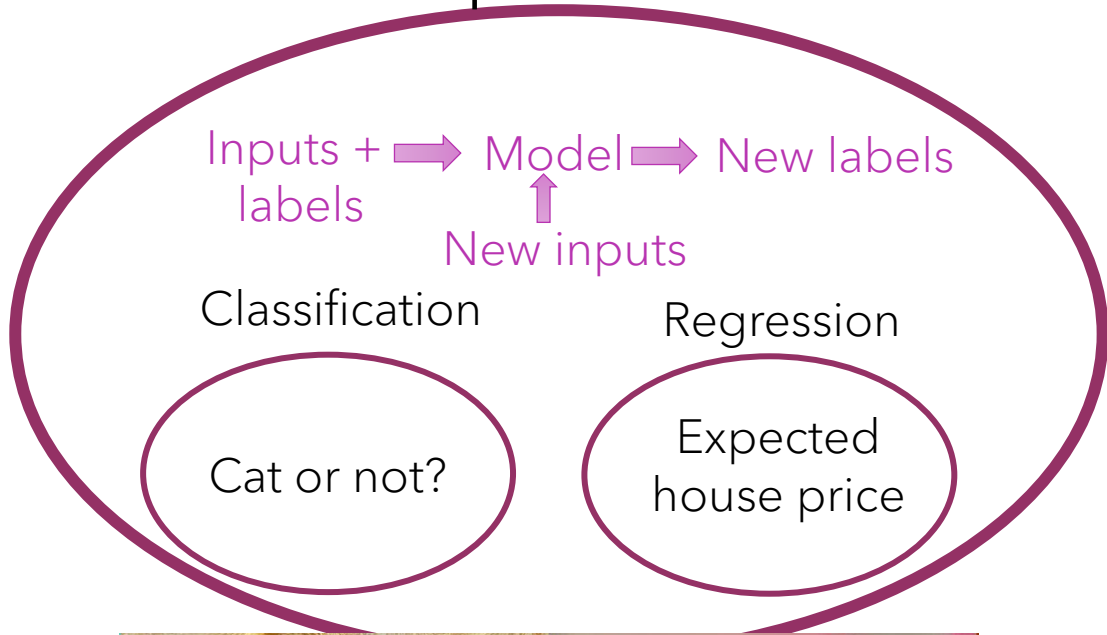 Inputs + Model New labels
labels
New inputs
Classification
Regression
Cat or not?
Expected
house price